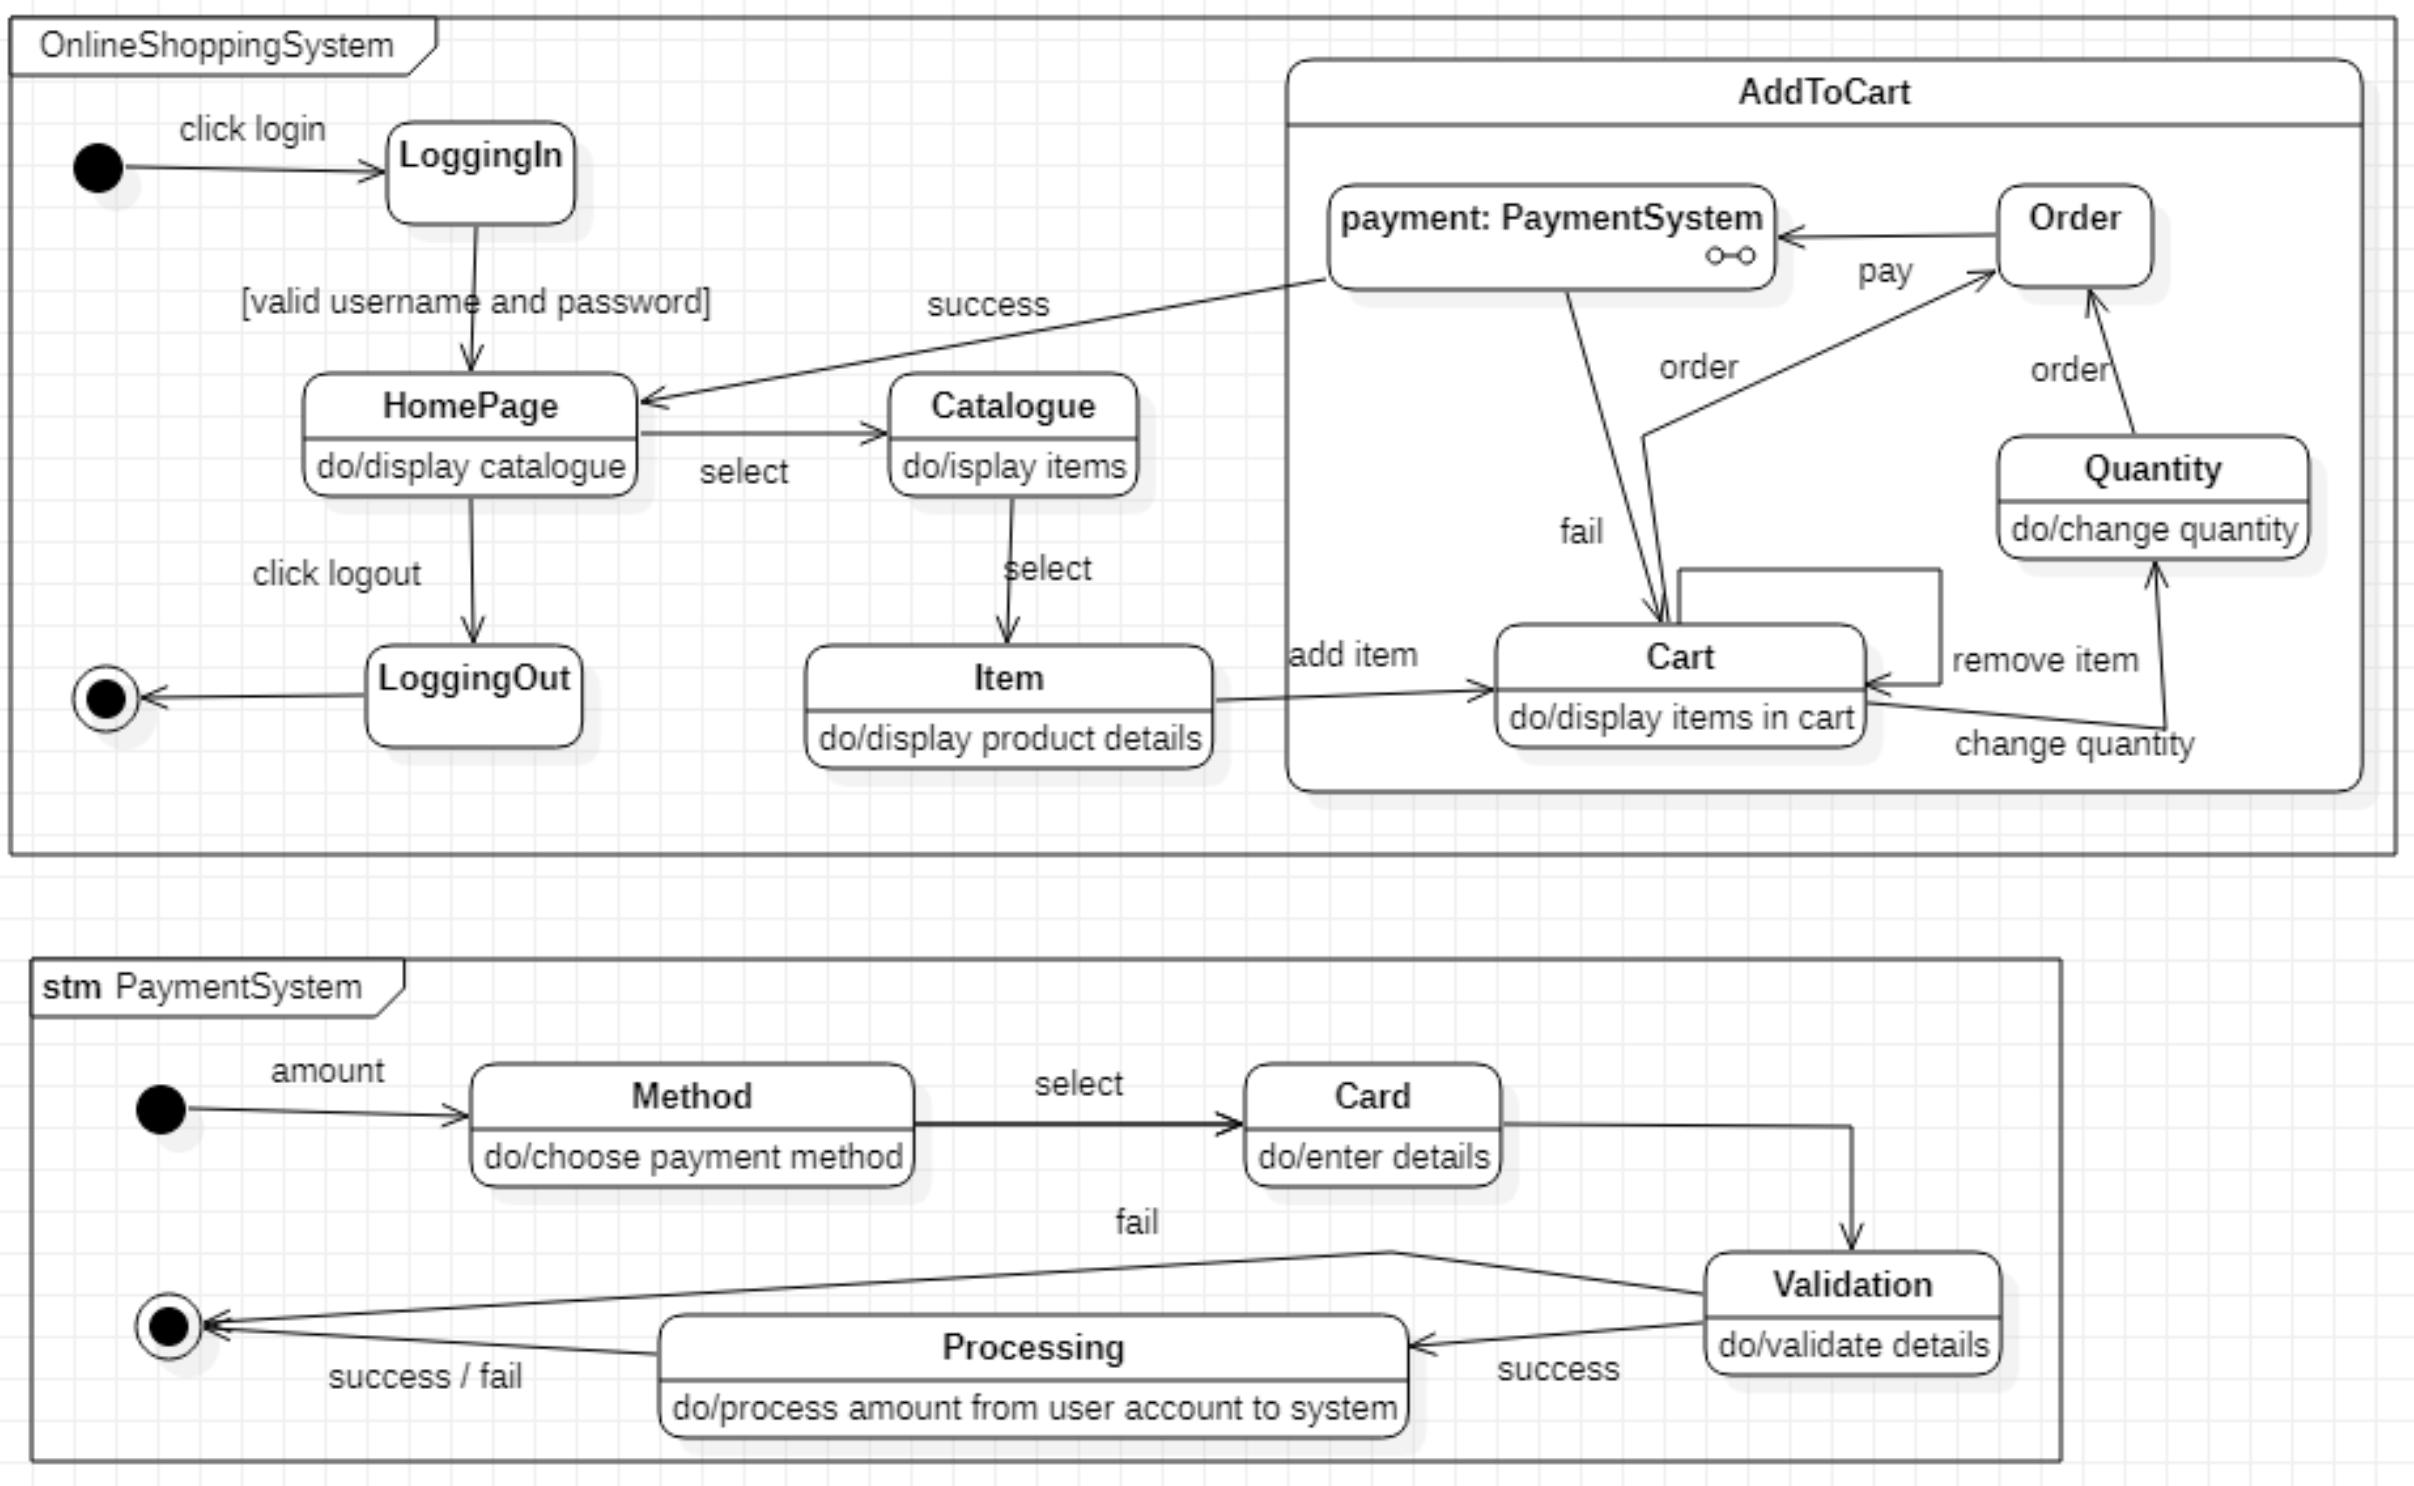 OnlineShoppingSystem
AddToCart
click login
LoggingIn
payment: PaymentSystem
Order
pay
[valid username and password]
success
order
order
HomePage
do/display catalogue
select
Catalogue
do/isplay items
Quantity
do/change quantity
fail
click logout
select
add item
LoggingOut
Item
do/display product details
Cart
do/display items in cart
remove item
change quantity
stm PaymentSystem
amount
Method
do/choose payment method
select
Card
do/enter details
fail
Validation
do/validate details
success
Processing
do/process amount from user account to system
success / fail